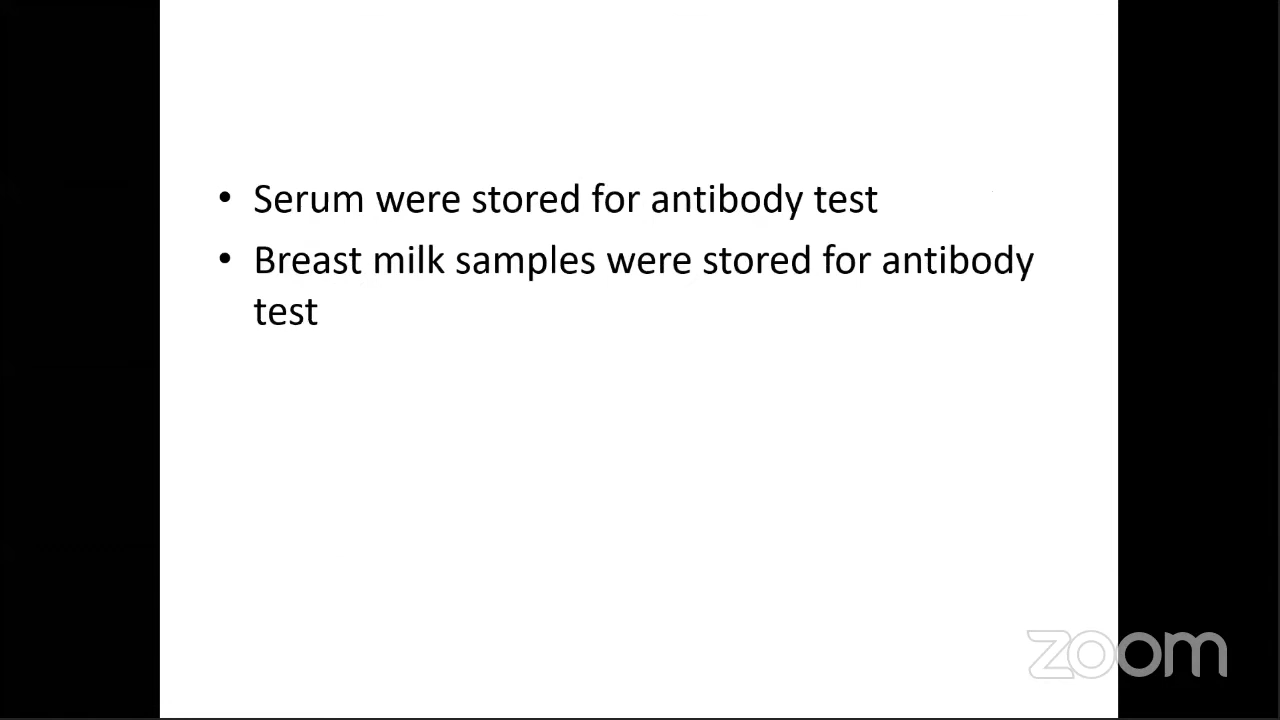 • Serum were stored for antibody test
• Breast milk samples were stored for antibody
test
zoom